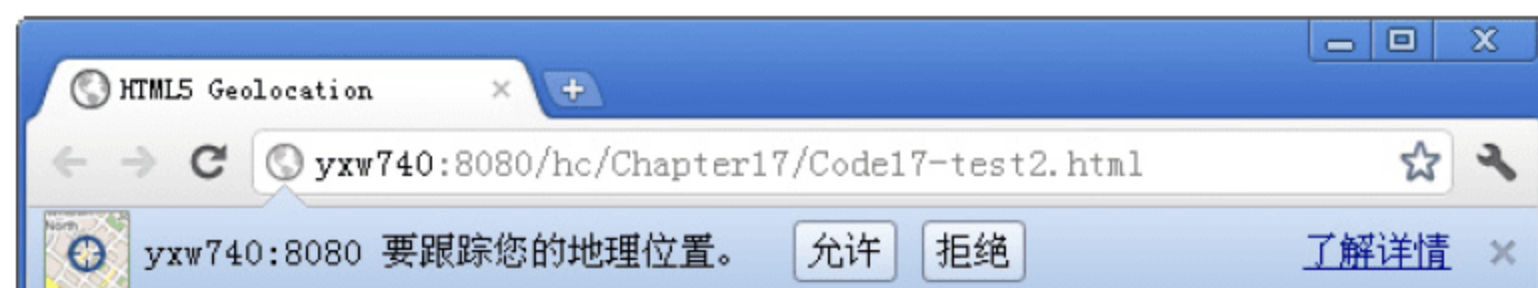 HTML5 Geolocation
yxw740:8080/hc/Chapter17/Code17-test2.html
North
yxw740:8080 要跟踪您的地理位置。 允许 拒绝 了解详情